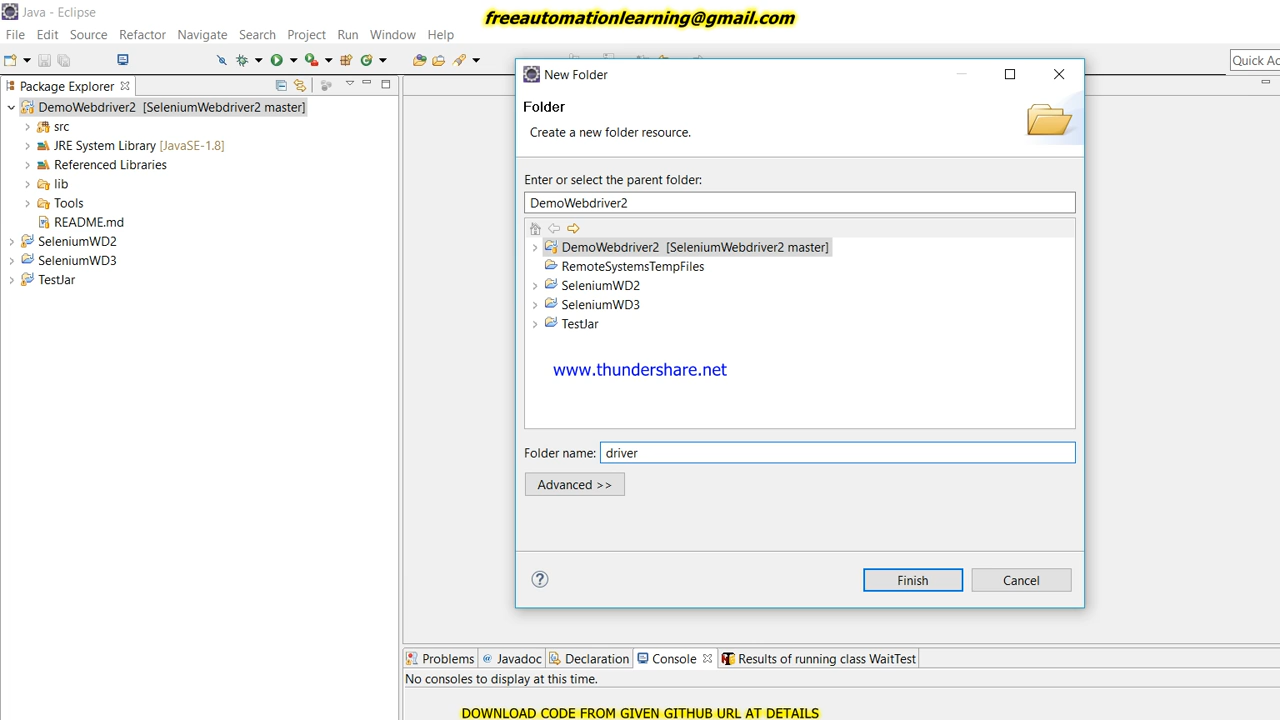 Java - Eclipse
freeautomationlearning@gmail.com
File Edit Source Refactor Navigate Search Project Run Window Help
Quick Ac
Package Explorer
DemoWebdriver2 [SeleniumWebdriver2 master]
src
JRE System Library [JavaSE-1.8]
Referenced Libraries
lib
Tools
README.md
SeleniumWD2
SeleniumWD3
TestJar
New Folder
Folder
Create a new folder resource.
Enter or select the parent folder:
DemoWebdriver2
DemoWebdriver2 [SeleniumWebdriver2 master]
RemoteSystemsTempFiles
SeleniumWD2
SeleniumWD3
TestJar
www.thundershare.net
Folder name: driver
Advanced >>
? Finish Cancel
Problems @ Javadoc Declaration Console Results of running class WaitTest
No consoles to display at this time.
DOWNLOAD CODE FROM GIVEN GITHUB URL AT DETAILS